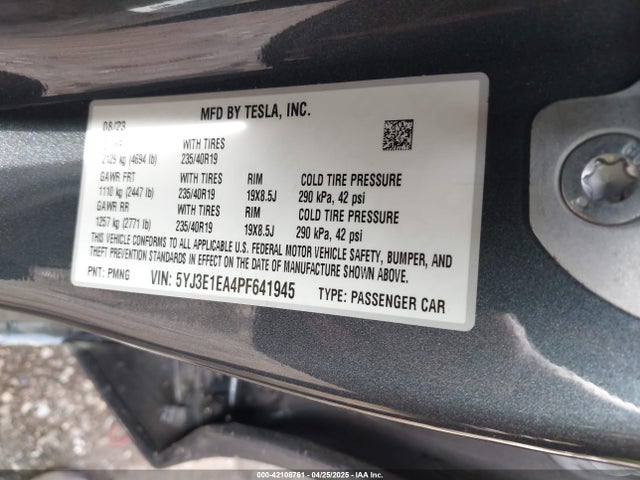 MFD BY TESLA, INC.
08/23
WITH TIRES
2129 kg (4694 lb) 235/40R19
GAWR FRT WITH TIRES RIM COLD TIRE PRESSURE
1110 kg (2447 lb) 235/40R19 19X8.5J 290 kPa, 42 psi
GAWR RR WITH TIRES RIM COLD TIRE PRESSURE
1257 kg (2771 lb) 235/40R19 19X8.5J 290 kPa, 42 psi
THIS VEHICLE CONFORMS TO ALL APPLICABLE U.S. FEDERAL MOTOR VEHICLE SAFETY, BUMPER, AND
THEFT PREVENTION STANDARDS IN EFFECT ON THE DATE OF MANUFACTURE SHOWN ABOVE.
PNT: PMNG VIN: 5YJ3E1EA4PF641945 TYPE: PASSENGER CAR
000-42108761 - 04/25/2025 - IAA Inc.